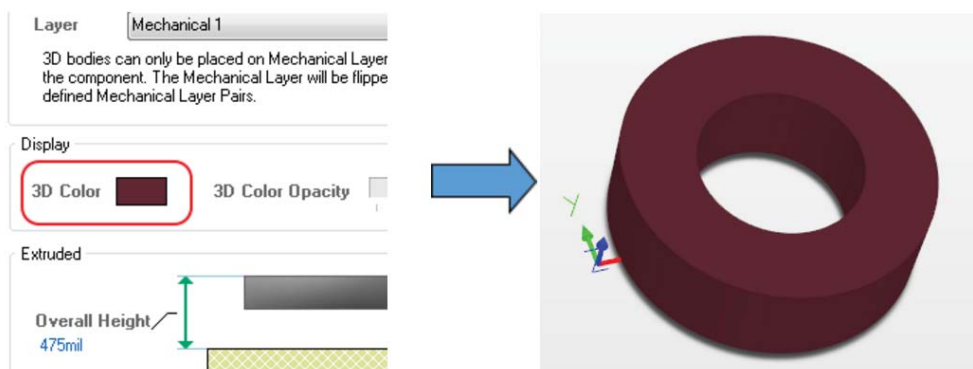 Layer Mechanical 1
3D bodies can only be placed on Mechanical Layer
the component. The Mechanical Layer will be flippe
defined Mechanical Layer Pairs.
Display
3D Color 3D Color Opacity
Extruded
Overall Height
475mil
Y